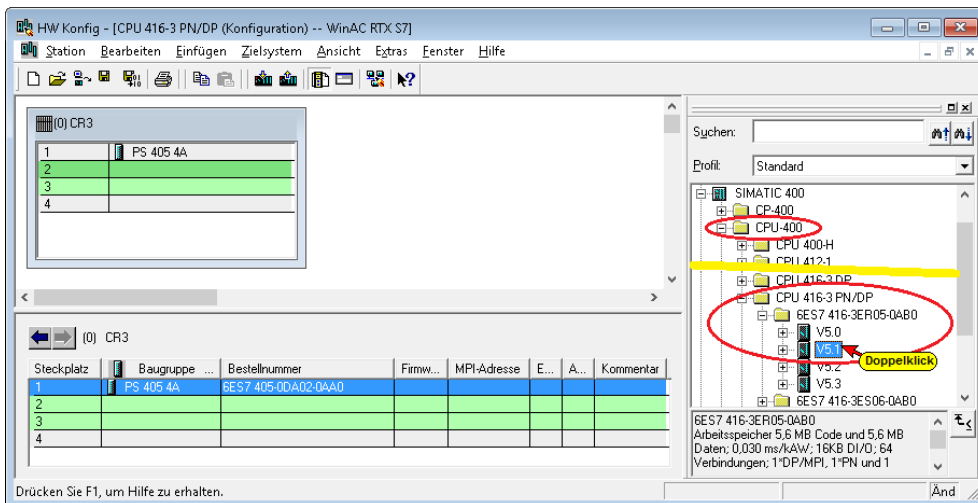 HW Konfig - [CPU 416-3 PN/DP (Konfiguration) -- WinAC RTX S7]
Station Bearbeiten Einfügen Zielsystem Ansicht Extras Fenster Hilfe
(0) CR3
1 PS 405 4A
2
3
4
Suchen:
Profil: Standard
SIMATIC 400
CP-400
CPU-400
CPU 400-H
CPU 412-1
CPU 416-3 DP
CPU 416-3 PN/DP
6ES7 416-3ER05-0AB0
V5.0
V5.1
Doppelklick
V5.2
V5.3
6ES7 416-3ES06-0AB0
(0) CR3
Steckplatz Baugruppe ... Bestellnummer Firmw... MPI-Adresse E... A... Kommentar
1 PS 405 4A 6ES7 405-0DA02-0AA0
2
3
4
6ES7 416-3ER05-0AB0
Arbeitsspeicher 5,6 MB Code und 5,6 MB
Daten; 0,030 ms/kAW; 16KB DI/O; 64
Verbindungen; 1*DP/MPI, 1*PN und 1
Drücken Sie F1, um Hilfe zu erhalten.
Änd